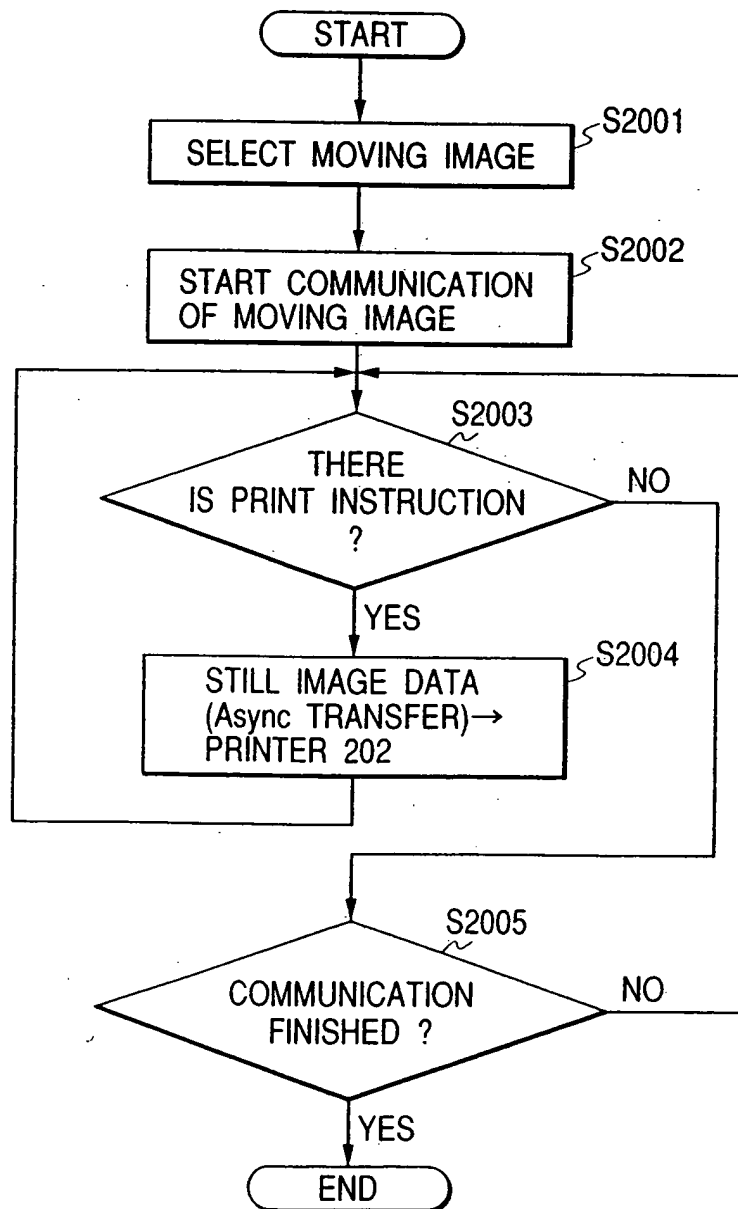 START
S2001
SELECT MOVING IMAGE
S2002
START COMMUNICATION
OF MOVING IMAGE
S2003
THERE
IS PRINT INSTRUCTION
?
NO
YES
S2004
STILL IMAGE DATA
(Async TRANSFER)→
PRINTER 202
S2005
COMMUNICATION
FINISHED ?
NO
YES
END